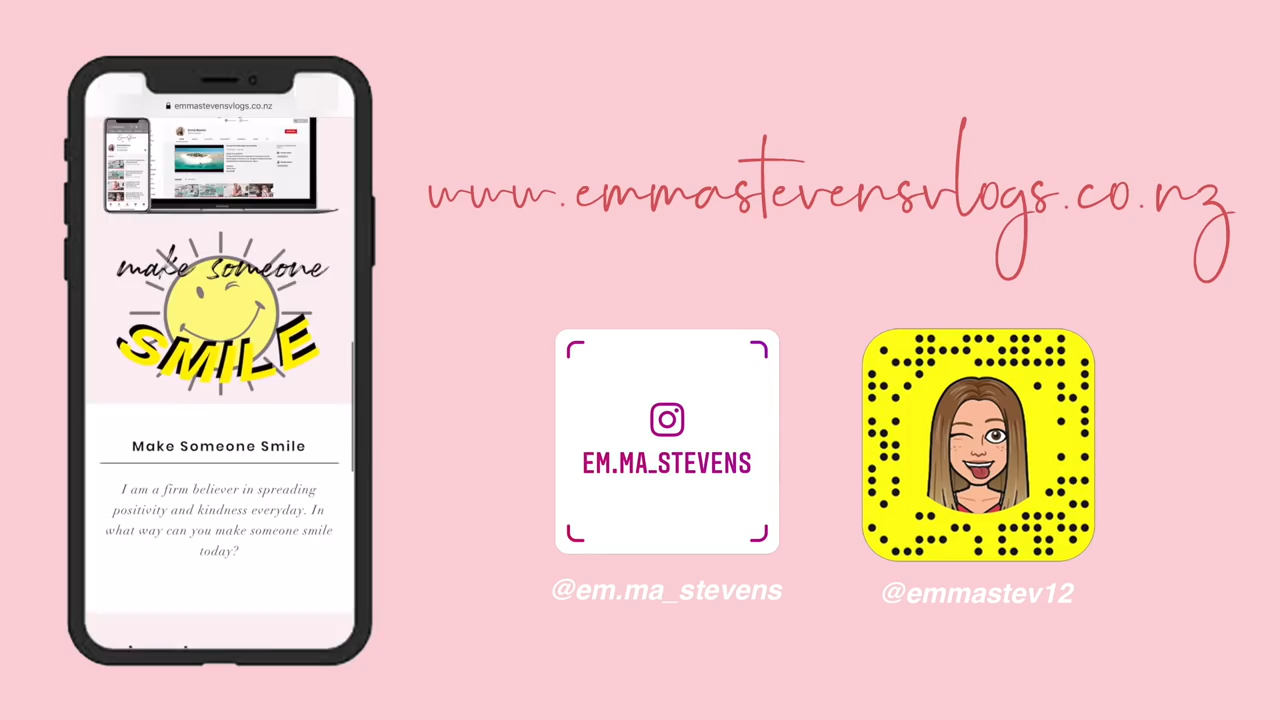 emmastevensvlogs.co.nz
make someone
SMILE
Make Someone Smile
I am a firm believer in spreading
positivity and kindness everyday. In
what way can you make someone smile
today?
www.emmastevensvlogs.co.nz
EM.MA_STEVENS
@em.ma_stevens
@emmastev12